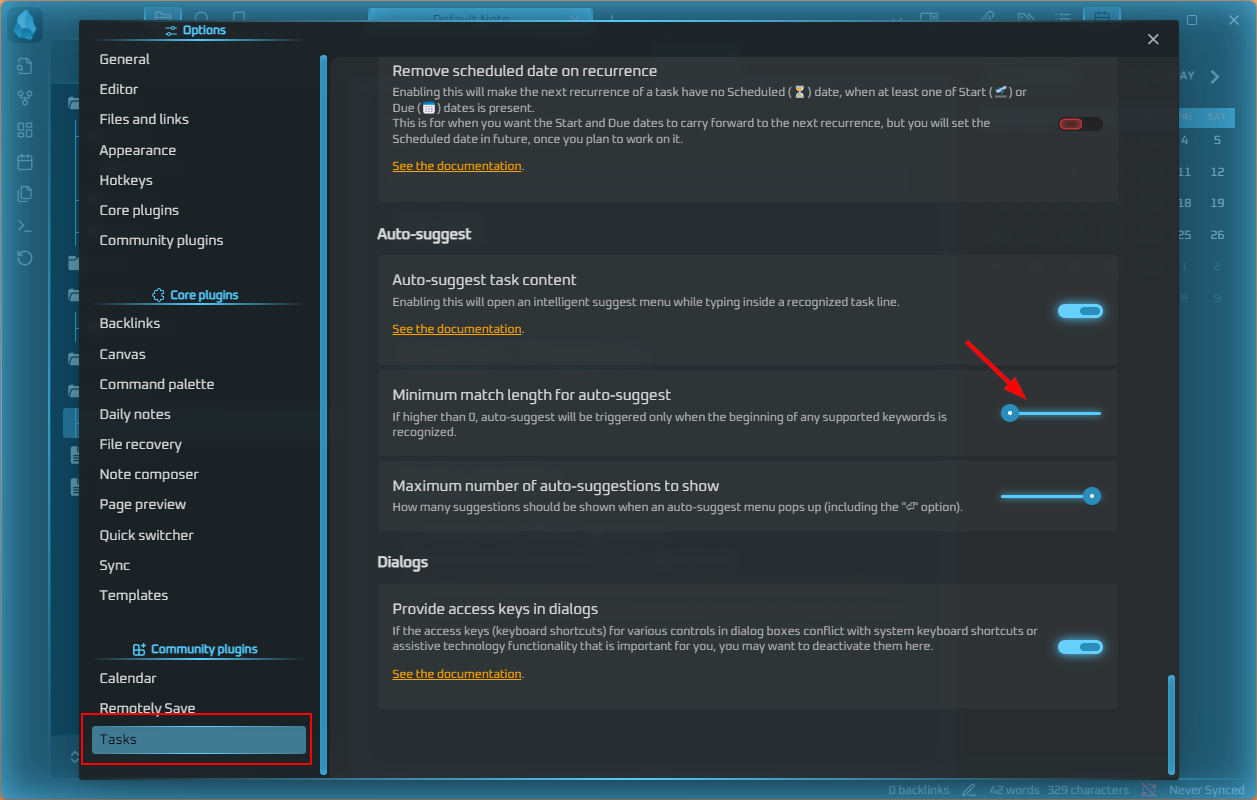 Default Note
Options
General
Editor
Files and links
Appearance
Hotkeys
Core plugins
Community plugins
Core plugins
Backlinks
Canvas
Command palette
Daily notes
File recovery
Note composer
Page preview
Quick switcher
Sync
Templates
Community plugins
Calendar
Remotely Save
Tasks
Remove scheduled date on recurrence
Enabling this will make the next recurrence of a task have no Scheduled (⏳) date, when at least one of Start (🛫) or
Due (📅) dates is present.
This is for when you want the Start and Due dates to carry forward to the next recurrence, but you will set the
Scheduled date in future, once you plan to work on it.
See the documentation.
Auto-suggest
Auto-suggest task content
Enabling this will open an intelligent suggest menu while typing inside a recognized task line.
See the documentation.
Minimum match length for auto-suggest
If higher than 0, auto-suggest will be triggered only when the beginning of any supported keywords is
recognized.
Maximum number of auto-suggestions to show
How many suggestions should be shown when an auto-suggest menu pops up (including the "⏎" option).
Dialogs
Provide access keys in dialogs
If the access keys (keyboard shortcuts) for various controls in dialog boxes conflict with system keyboard shortcuts or
assistive technology functionality that is important for you, you may want to deactivate them here.
See the documentation.
AY
FRI SAT
4 5
11 12
18 19
25 26
1 2
8 9
0 backlinks 42 words 329 characters Never Synced